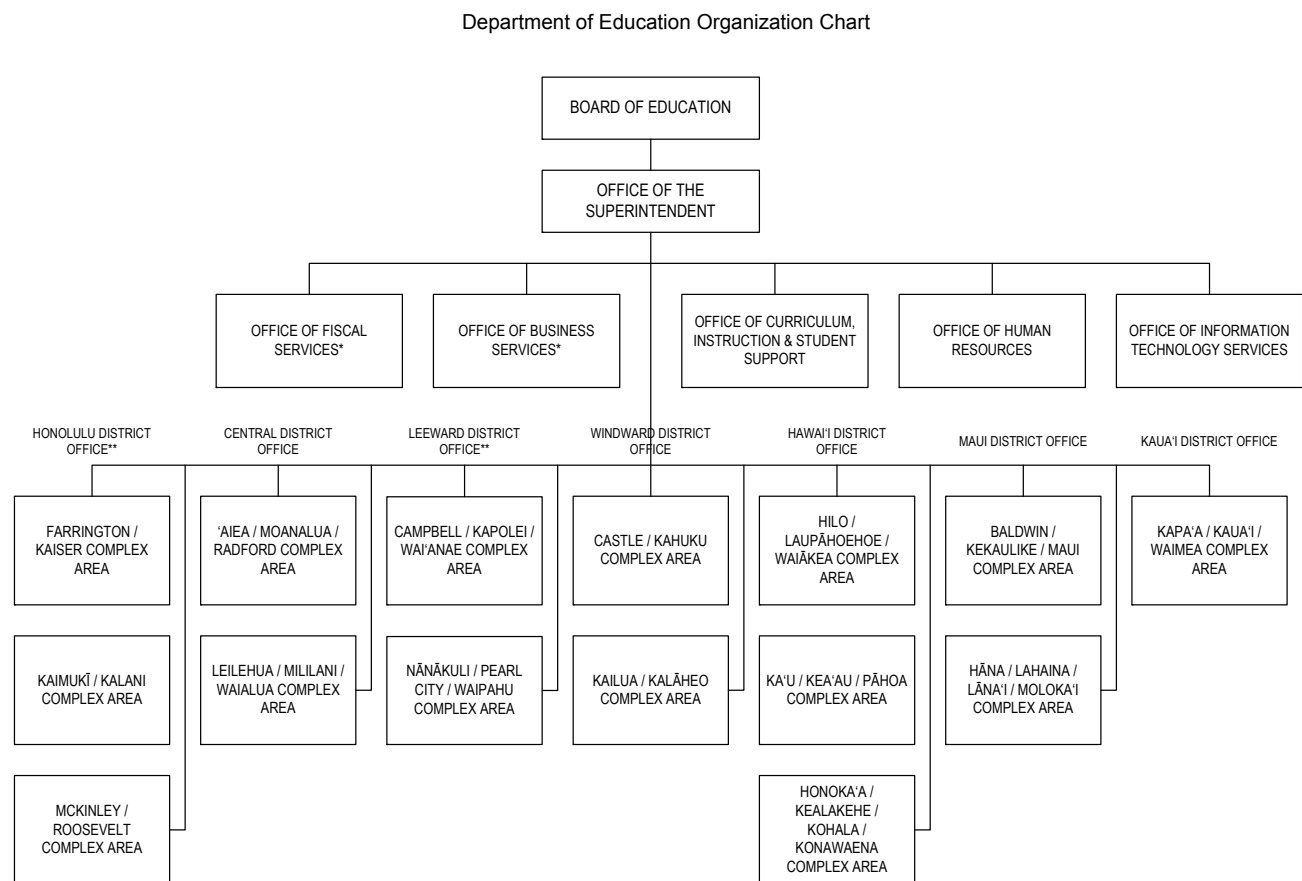 Department of Education Organization Chart
BOARD OF EDUCATION
OFFICE OF THE
SUPERINTENDENT
OFFICE OF FISCAL
SERVICES*
OFFICE OF BUSINESS
SERVICES*
OFFICE OF CURRICULUM,
INSTRUCTION & STUDENT
SUPPORT
OFFICE OF HUMAN
RESOURCES
OFFICE OF INFORMATION
TECHNOLOGY SERVICES
HONOLULU DISTRICT
OFFICE**
CENTRAL DISTRICT
OFFICE
LEEWARD DISTRICT
OFFICE**
WINDWARD DISTRICT
OFFICE
HAWAI‘I DISTRICT
OFFICE
MAUI DISTRICT OFFICE
KAUA‘I DISTRICT OFFICE
FARRINGTON /
KAISER COMPLEX
AREA
‘AIEA / MOANALUA /
RADFORD COMPLEX
AREA
CAMPBELL / KAPOLEI /
WAI‘ANAE COMPLEX
AREA
CASTLE / KAHUKU
COMPLEX AREA
HILO /
LAUPĀHOEHOE /
WAIĀKEA COMPLEX
AREA
BALDWIN /
KEKAULIKE / MAUI
COMPLEX AREA
KAPA‘A / KAUA‘I /
WAIMEA COMPLEX
AREA
KAIMUKĪ / KALANI
COMPLEX AREA
LEILEHUA / MILILANI /
WAIALUA COMPLEX
AREA
NĀNĀKULI / PEARL
CITY / WAIPAHU
COMPLEX AREA
KAILUA / KALĀHEO
COMPLEX AREA
KA‘U / KEA‘AU / PĀHOA
COMPLEX AREA
HĀNA / LAHAINA /
LĀNA‘I / MOLOKA‘I
COMPLEX AREA
MCKINLEY /
ROOSEVELT
COMPLEX AREA
HONOKA‘A /
KEALAKEHE /
KOHALA /
KONAWAENA
COMPLEX AREA